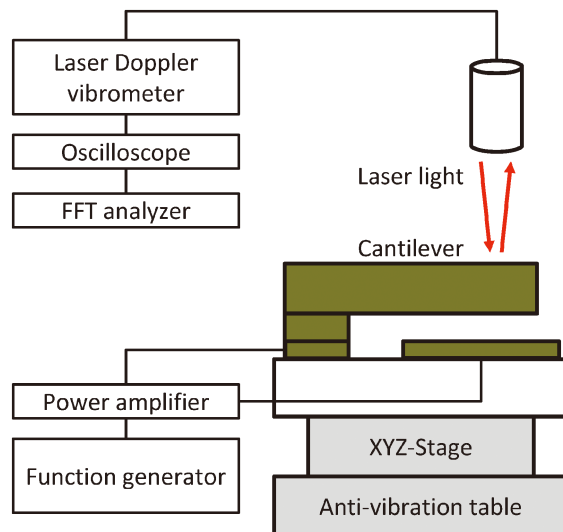 Laser Doppler
vibrometer
Oscilloscope
FFT analyzer
Laser light
Cantilever
Power amplifier
Function generator
XYZ-Stage
Anti-vibration table